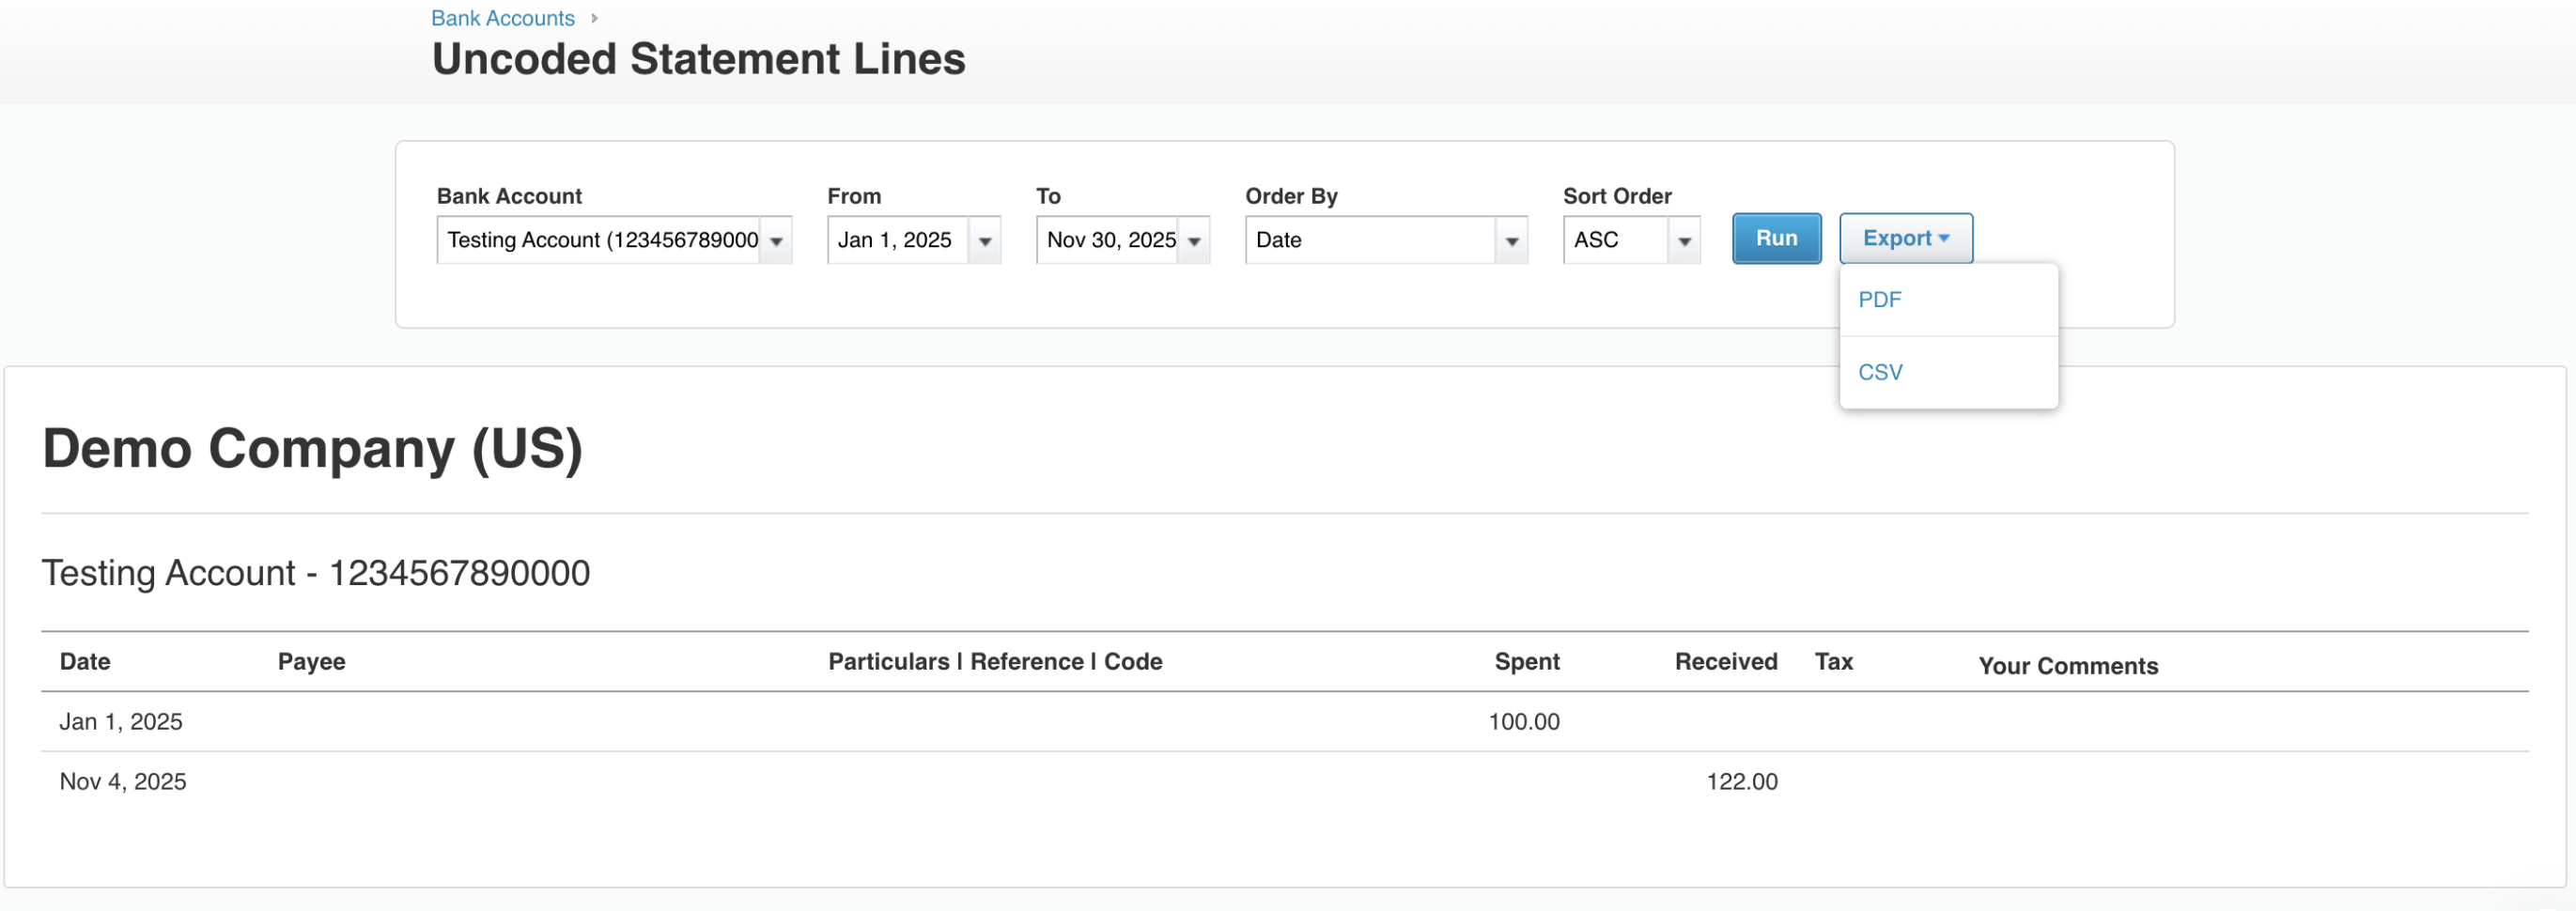 Bank Accounts ›
Uncoded Statement Lines
Bank Account From To Order By Sort Order
Testing Account (123456789000 Jan 1, 2025 Nov 30, 2025 Date ASC Run Export
PDF
CSV
Demo Company (US)
Testing Account - 1234567890000
Date Payee Particulars | Reference | Code Spent Received Tax Your Comments
Jan 1, 2025 100.00
Nov 4, 2025 122.00